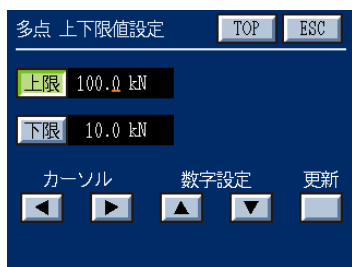 多点 上下限値設定 TOP ESC
上限 100.0 kN
下限 10.0 kN
カーソル 数字設定 更新
◀ ▶ ▲ ▼